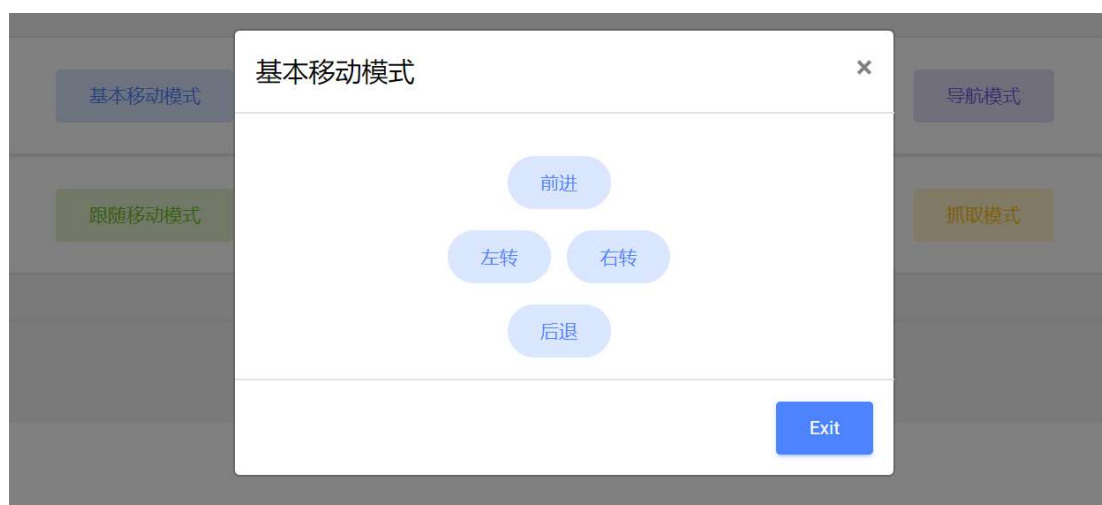 基本移动模式 ×
基本移动模式
导航模式
前进
跟随移动模式
抓取模式
左转 右转
后退
Exit